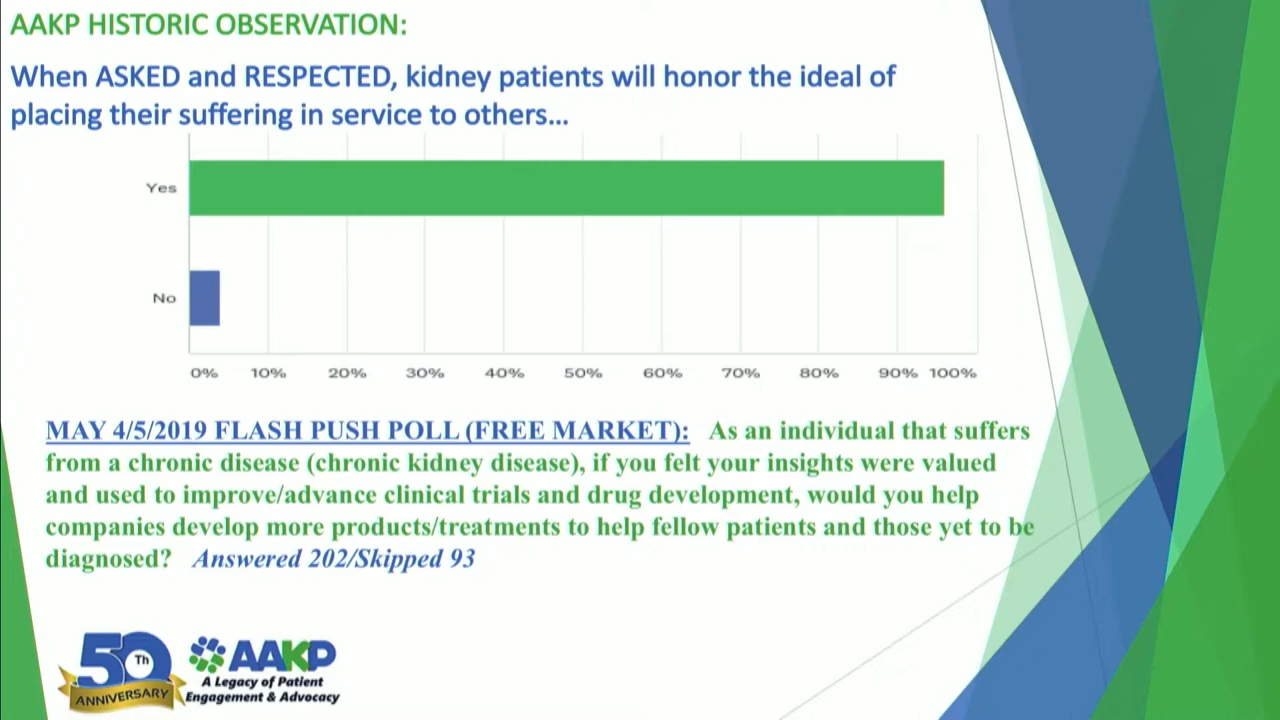 AAKP HISTORIC OBSERVATION:
When ASKED and RESPECTED, kidney patients will honor the ideal of
placing their suffering in service to others...
Yes
No
0% 10% 20% 30% 40% 50% 60% 70% 80% 90% 100%
MAY 4/5/2019 FLASH PUSH POLL (FREE MARKET): As an individual that suffers
from a chronic disease (chronic kidney disease), if you felt your insights were valued
and used to improve/advance clinical trials and drug development, would you help
companies develop more products/treatments to help fellow patients and those yet to be
diagnosed? Answered 202/Skipped 93
50Th
ANNIVERSARY
AAKP
A Legacy of Patient
Engagement & Advocacy